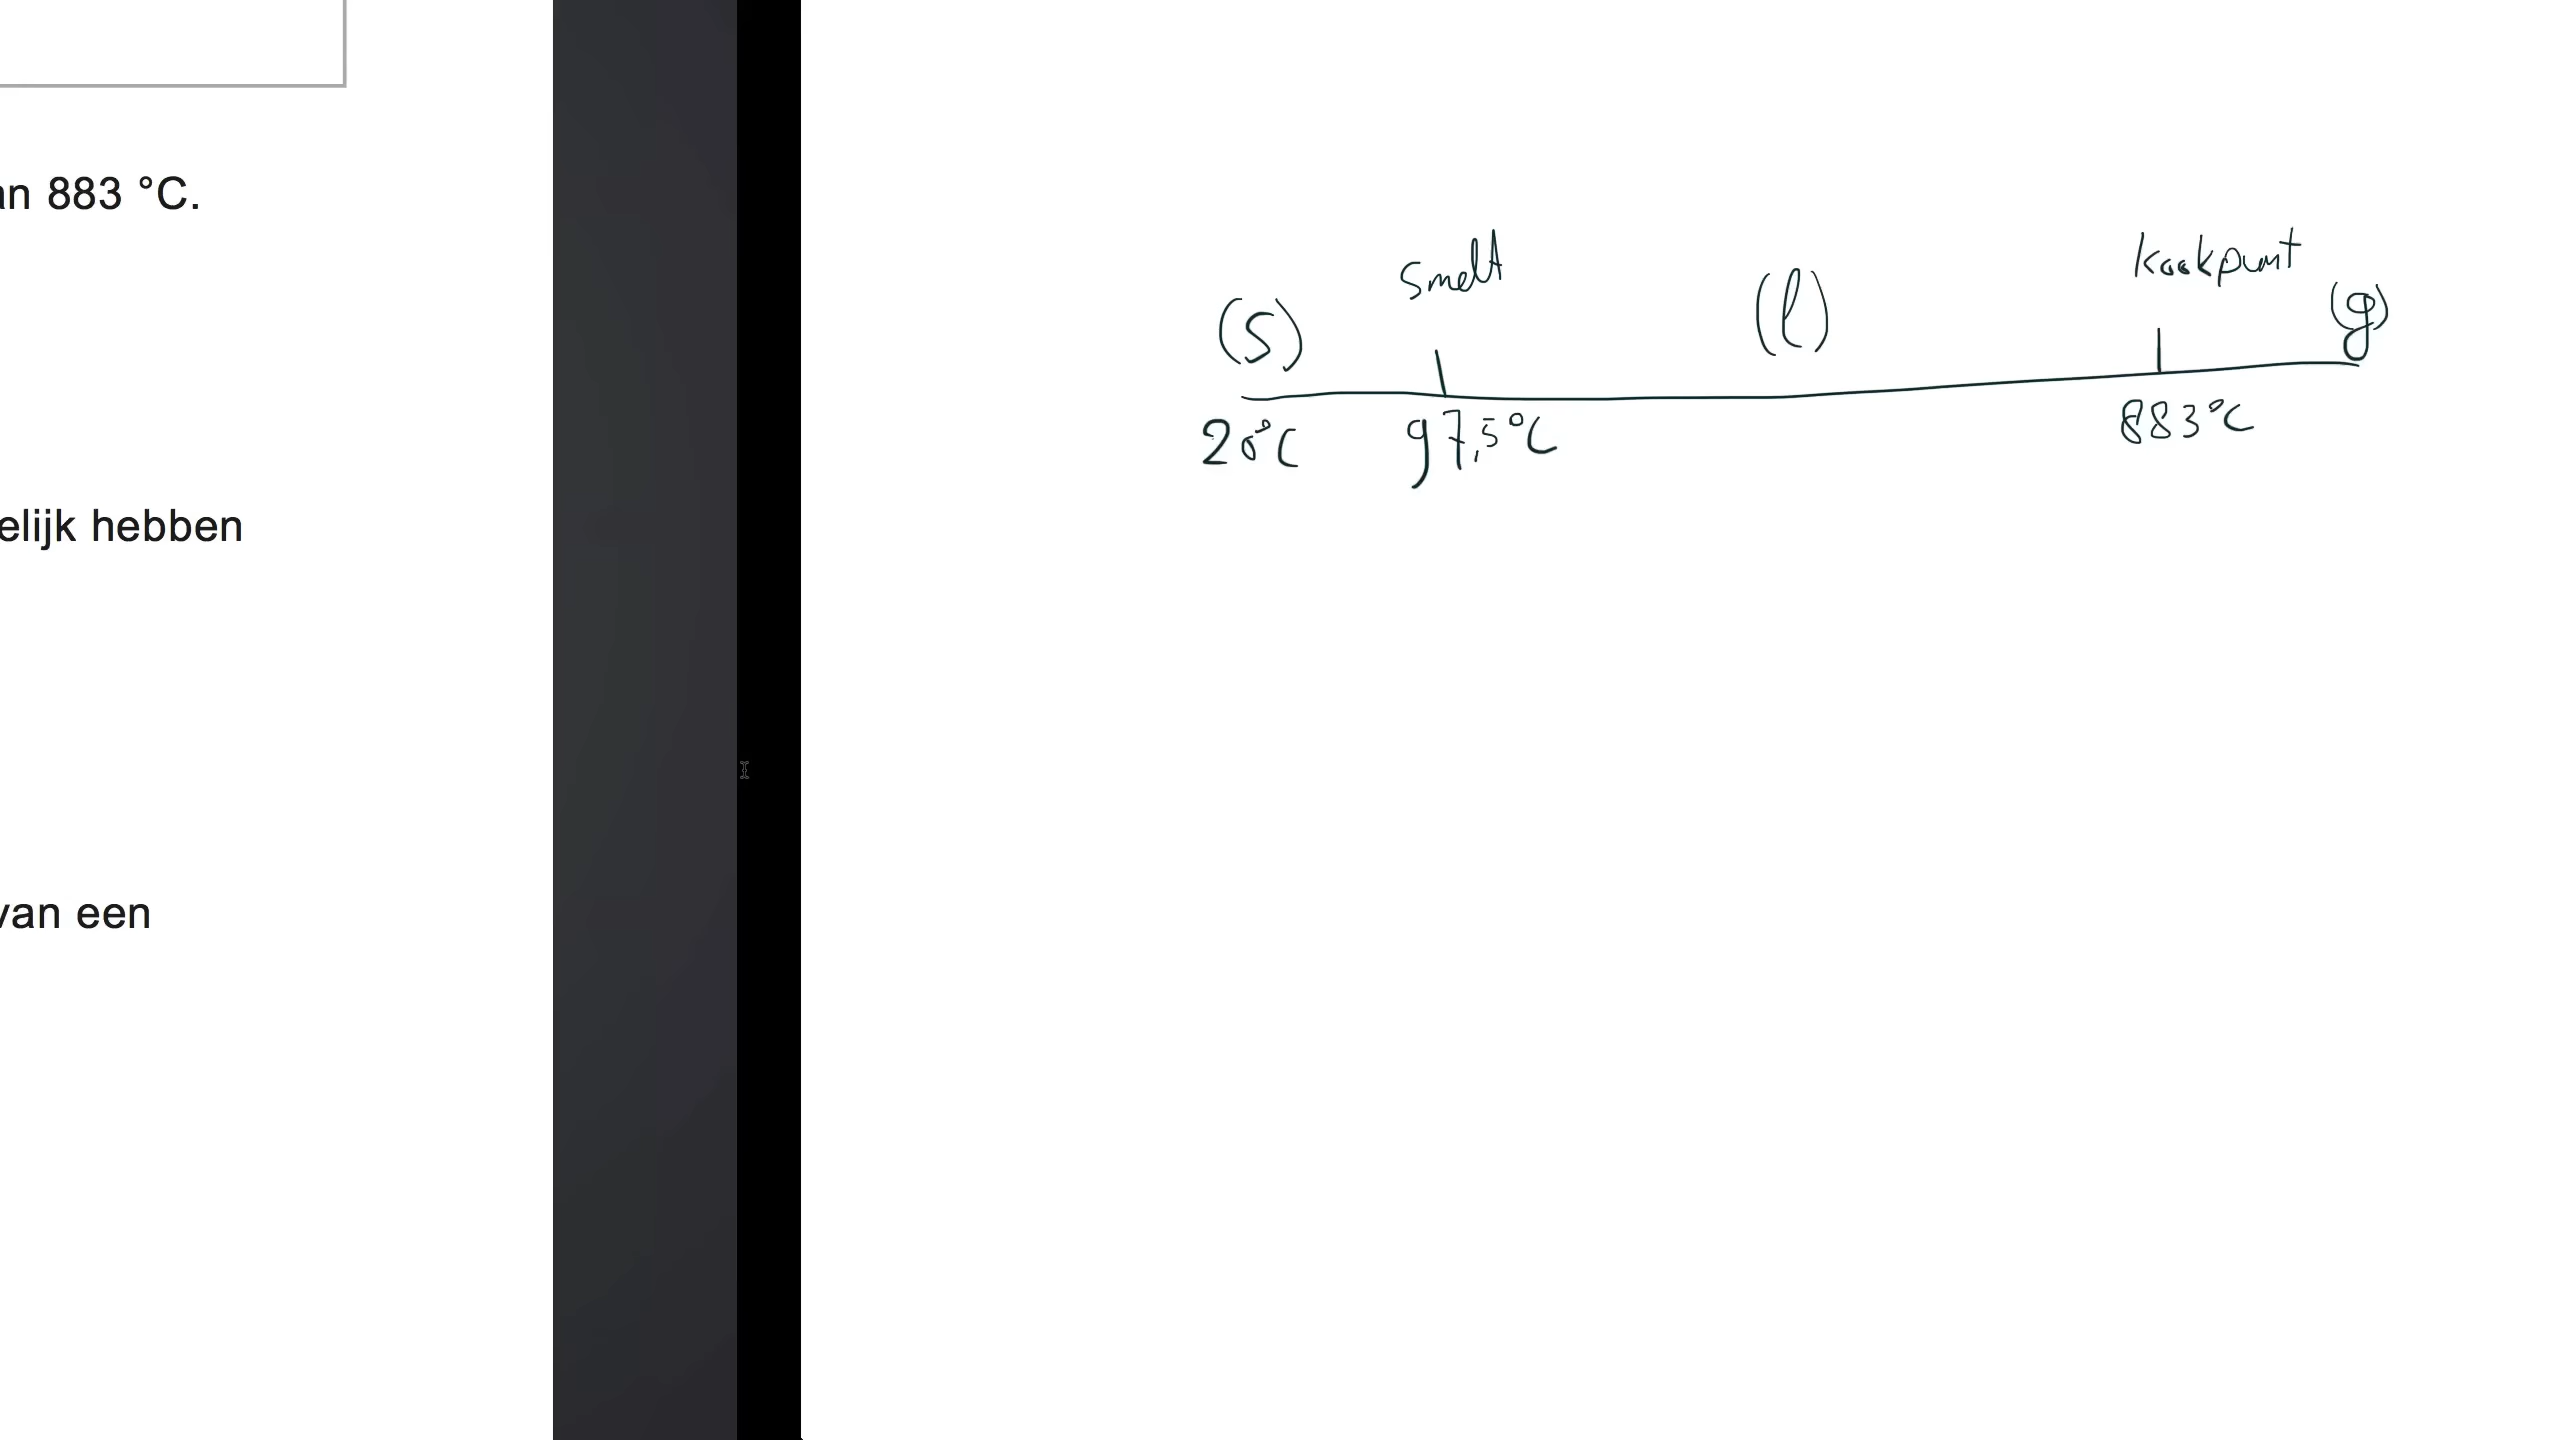 an 883 °C.
elijk hebben
van een
smelt kookpunt
(s) (l) (g)
20°C 97,5°C 883°C